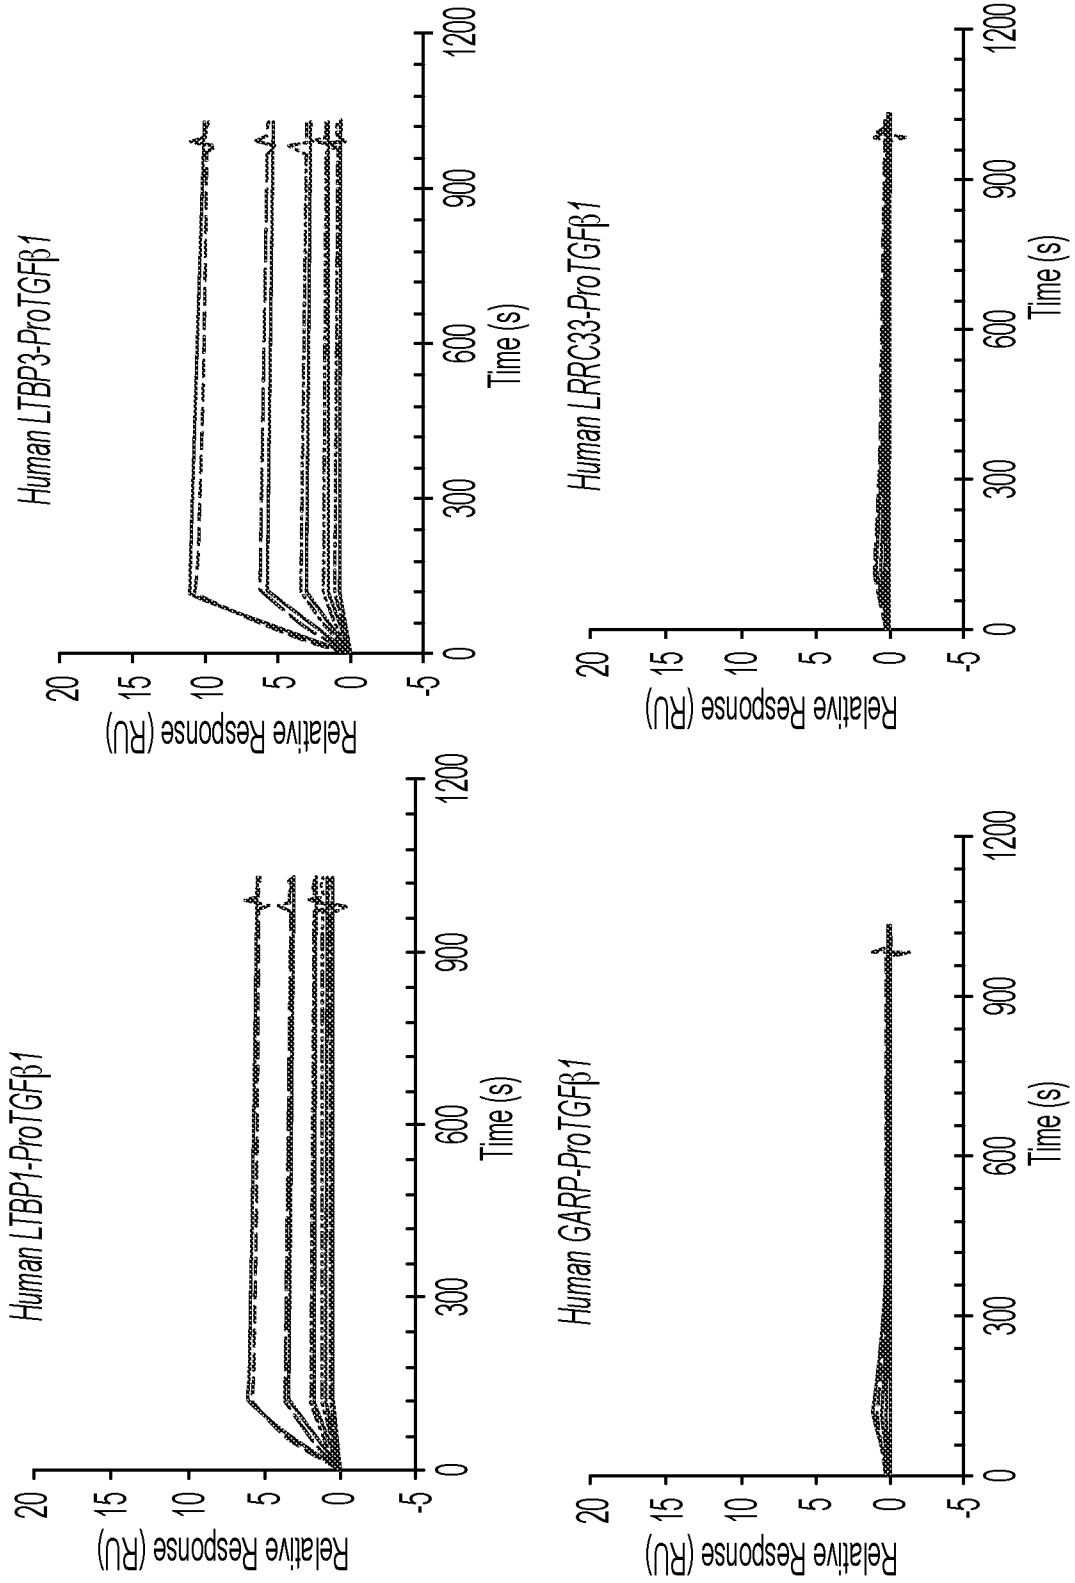 Human LTBP1-ProTGFβ1
Relative Response (RU)
20
15
10
5
0
-5
0 300 600 900 1200
Time (s)
Human LTBP3-ProTGFβ1
Relative Response (RU)
20
15
10
5
0
-5
0 300 600 900 1200
Time (s)
Human GARP-ProTGFβ1
Relative Response (RU)
20
15
10
5
0
-5
0 300 600 900 1200
Time (s)
Human LRRC33-ProTGFβ1
Relative Response (RU)
20
15
10
5
0
-5
0 300 600 900 1200
Time (s)